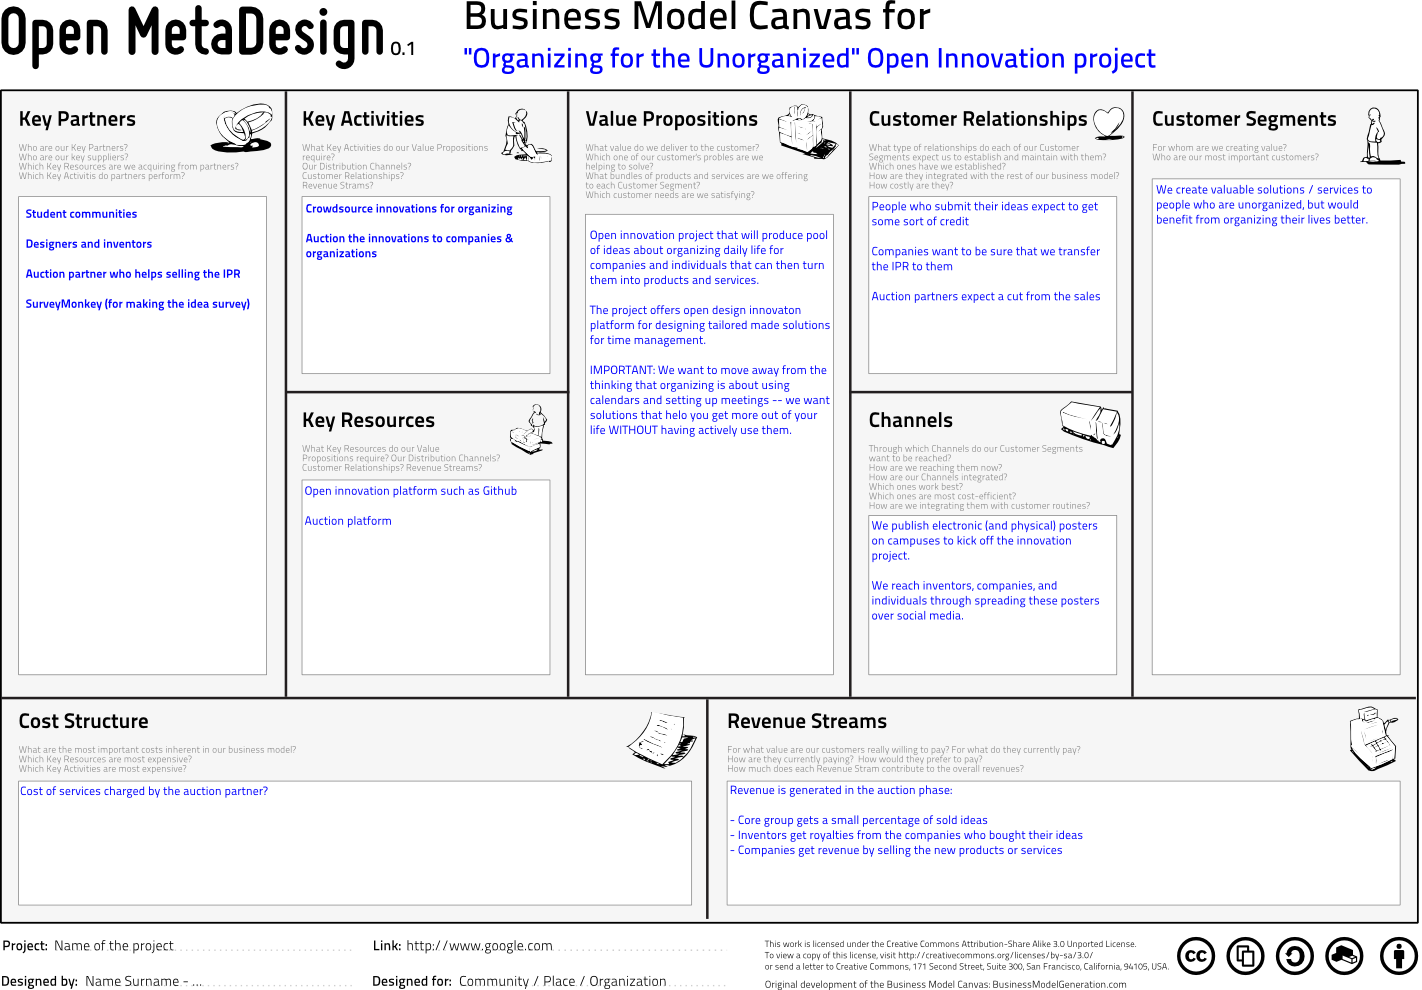 Open MetaDesign 0.1
Business Model Canvas for
"Organizing for the Unorganized" Open Innovation project
Key Partners
Who are our Key Partners?
Who are our key suppliers?
Which Key Resources are we acquiring from partners?
Which Key Activitis do partners perform?
Student communities
Designers and inventors
Auction partner who helps selling the IPR
SurveyMonkey (for making the idea survey)
Key Activities
What Key Activities do our Value Propositions
require?
Our Distribution Channels?
Customer Relationships?
Revenue Strams?
Crowdsource innovations for organizing
Auction the innovations to companies &
organizations
Key Resources
What Key Resources do our Value
Propositions require? Our Distribution Channels?
Customer Relationships? Revenue Streams?
Open innovation platform such as Github
Auction platform
Value Propositions
What value do we deliver to the customer?
Which one of our customer's probles are we
helping to solve?
What bundles of products and services are we offering
to each Customer Segment?
Which customer needs are we satisfying?
Open innovation project that will produce pool
of ideas about organizing daily life for
companies and individuals that can then turn
them into products and services.
The project offers open design innovaton
platform for designing tailored made solutions
for time management.
IMPORTANT: We want to move away from the
thinking that organizing is about using
calendars and setting up meetings -- we want
solutions that helo you get more out of your
life WITHOUT having actively use them.
Customer Relationships
What type of relationships do each of our Customer
Segments expect us to establish and maintain with them?
Which ones have we established?
How are they integrated with the rest of our business model?
How costly are they?
People who submit their ideas expect to get
some sort of credit
Companies want to be sure that we transfer
the IPR to them
Auction partners expect a cut from the sales
Channels
Through which Channels do our Customer Segments
want to be reached?
How are we reaching them now?
How are our Channels integrated?
Which ones work best?
Which ones are most cost-efficient?
How are we integrating them with customer routines?
We publish electronic (and physical) posters
on campuses to kick off the innovation
project.
We reach inventors, companies, and
individuals through spreading these posters
over social media.
Customer Segments
For whom are we creating value?
Who are our most important customers?
We create valuable solutions / services to
people who are unorganized, but would
benefit from organizing their lives better.
Cost Structure
What are the most important costs inherent in our business model?
Which Key Resources are most expensive?
Which Key Activities are most expensive?
Cost of services charged by the auction partner?
Revenue Streams
For what value are our customers really willing to pay? For what do they currently pay?
How are they currently paying? How would they prefer to pay?
How much does each Revenue Stram contribute to the overall revenues?
Revenue is generated in the auction phase:
- Core group gets a small percentage of sold ideas
- Inventors get royalties from the companies who bought their ideas
- Companies get revenue by selling the new products or services
Project: Name of the project
Link: http://www.google.com
Designed by: Name Surname - ...
Designed for: Community / Place / Organization
This work is licensed under the Creative Commons Attribution-Share Alike 3.0 Unported License.
To view a copy of this license, visit http://creativecommons.org/licenses/by-sa/3.0/
or send a letter to Creative Commons, 171 Second Street, Suite 300, San Francisco, California, 94105, USA.
Original development of the Business Model Canvas: BusinessModelGeneration.com
cc